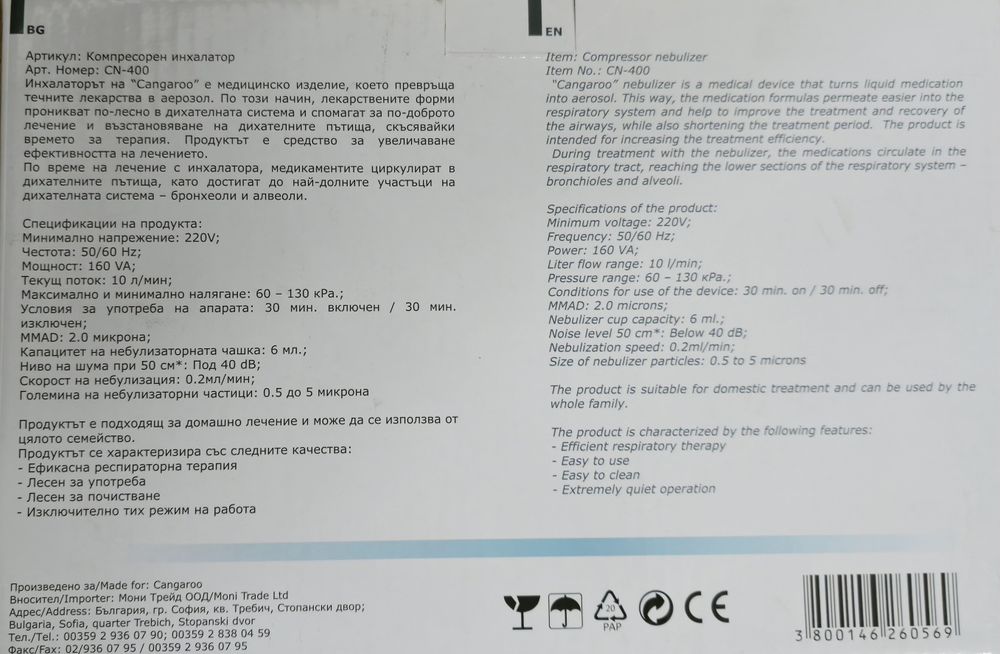 BG
Артикул: Компресорен инхалатор
Арт. Номер: CN-400
Инхалаторът на “Cangaroo” е медицинско изделие, което превръща
течните лекарства в аерозол. По този начин, лекарствените форми
проникват по-лесно в дихателната система и спомагат за по-доброто
лечение и възстановяване на дихателните пътища, скъсявайки
времето за терапия. Продуктът е средство за увеличаване
ефективността на лечението.
По време на лечение с инхалатора, медикаментите циркулират в
дихателните пътища, като достигат до най-долните участъци на
дихателната система – бронхеоли и алвеоли.
Спецификации на продукта:
Минимално напрежение: 220V;
Честота: 50/60 Hz;
Мощност: 160 VA;
Текущ поток: 10 л/мин;
Максимално и минимално налягане: 60 – 130 кPa.;
Условия за употреба на апарата: 30 мин. включен / 30 мин.
изключен;
MMAD: 2.0 микрона;
Капацитет на небулизаторната чашка: 6 мл.;
Ниво на шума при 50 см*: Под 40 dB;
Скорост на небулизация: 0.2мл/мин;
Големина на небулизаторни частици: 0.5 до 5 микрона
Продуктът е подходящ за домашно лечение и може да се използва от
цялото семейство.
Продуктът се характеризира със следните качества:
- Ефикасна респираторна терапия
- Лесен за употреба
- Лесен за почистване
- Изключително тих режим на работа
EN
Item: Compressor nebulizer
Item No.: CN-400
“Cangaroo” nebulizer is a medical device that turns liquid medication
into aerosol. This way, the medication formulas permeate easier into the
respiratory system and help to improve the treatment and recovery of
the airways, while also shortening the treatment period. The product is
intended for increasing the treatment efficiency.
During treatment with the nebulizer, the medications circulate in the
respiratory tract, reaching the lower sections of the respiratory system –
bronchioles and alveoli.
Specifications of the product:
Minimum voltage: 220V;
Frequency: 50/60 Hz;
Power: 160 VA;
Liter flow range: 10 l/min;
Pressure range: 60 – 130 кPa.;
Conditions for use of the device: 30 min. on / 30 min. off;
MMAD: 2.0 microns;
Nebulizer cup capacity: 6 ml.;
Noise level 50 cm*: Below 40 dB;
Nebulization speed: 0.2ml/min;
Size of nebulizer particles: 0.5 to 5 microns
The product is suitable for domestic treatment and can be used by the
whole family.
The product is characterized by the following features:
- Efficient respiratory therapy
- Easy to use
- Easy to clean
- Extremely quiet operation
Произведено за/Made for: Cangaroo
Вносител/Importer: Мони Трейд ООД/Moni Trade Ltd
Адрес/Address: България, гр. София, кв. Требич, Стопански двор;
Bulgaria, Sofia, quarter Trebich, Stopanski dvor
Тел./Tel.: 00359 2 936 07 90; 00359 2 838 04 59
Факс/Fax: 02/936 07 95 / 00359 2 936 07 95
20
PAP
CE
3 800146 260569